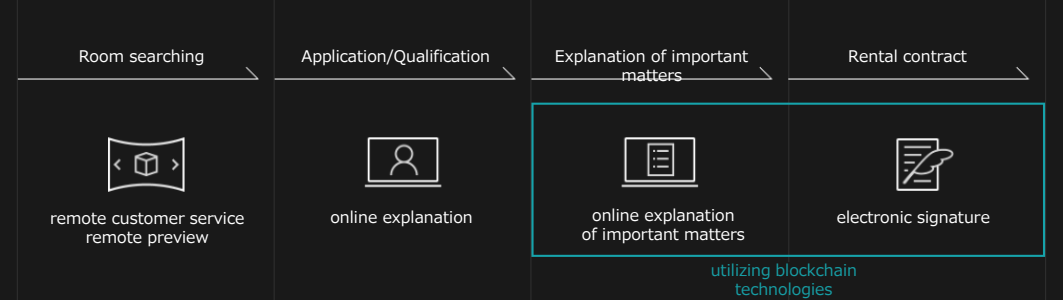 Room searching
Application/Qualification
Explanation of important
matters
Rental contract
remote customer service
remote preview
online explanation
online explanation
of important matters
electronic signature
utilizing blockchain
technologies